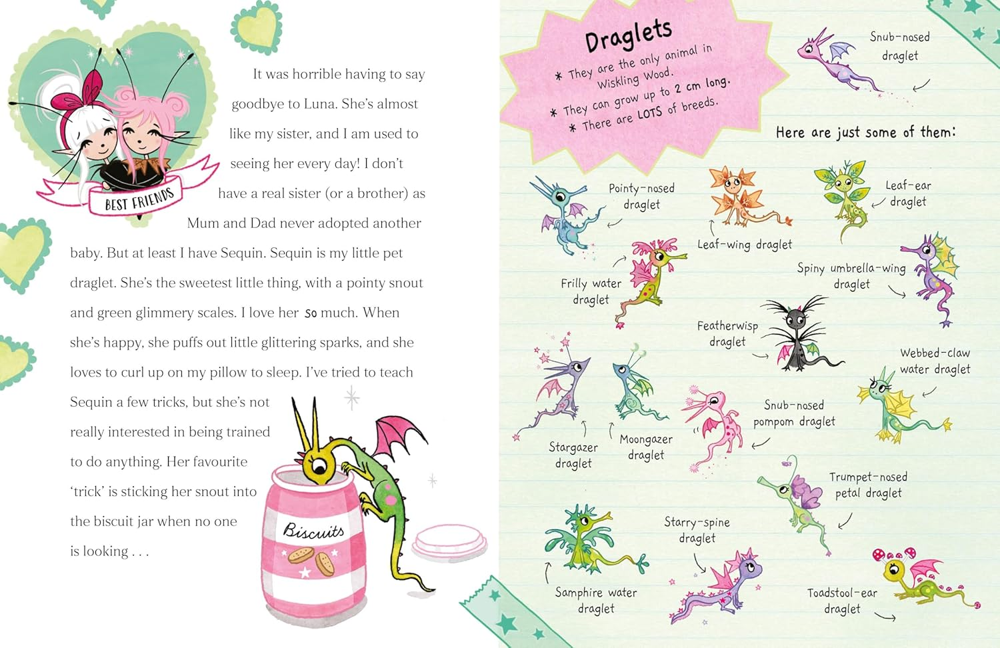 BEST FRIENDS
It was horrible having to say
goodbye to Luna. She's almost
like my sister, and I am used to
seeing her every day! I don't
have a real sister (or a brother) as
Mum and Dad never adopted another
baby. But at least I have Sequin. Sequin is my little pet
draglet. She's the sweetest little thing, with a pointy snout
and green glimmery scales. I love her so much. When
she's happy, she puffs out little glittering sparks, and she
loves to curl up on my pillow to sleep. I've tried to teach
Sequin a few tricks, but she's not
really interested in being trained
to do anything. Her favourite
‘trick’ is sticking her snout into
the biscuit jar when no one
is looking . . .
Biscuits
Draglets
* They are the only animal in
Wiskling Wood.
* They can grow up to 2 cm long.
* There are LOTS of breeds.
Snub-nosed
draglet
Here are just some of them:
Pointy-nosed
draglet
Leaf-wing draglet
Leaf-ear
draglet
Frilly water
draglet
Spiny umbrella-wing
draglet
Featherwisp
draglet
Webbed-claw
water draglet
Stargazer
draglet
Moongazer
draglet
Snub-nosed
pompom draglet
Trumpet-nosed
petal draglet
Samphire water
draglet
Starry-spine
draglet
Toadstool-ear
draglet